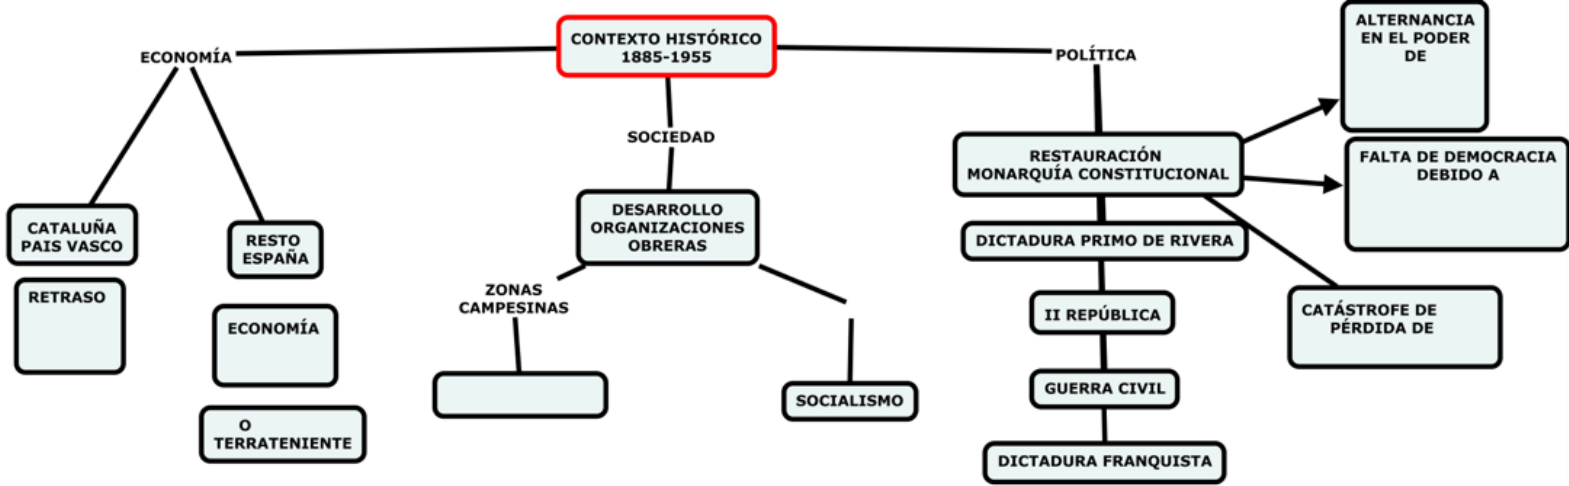 CONTEXTO HISTÓRICO
1885-1955
ECONOMÍA
CATALUÑA
PAIS VASCO
RETRASO
RESTO
ESPAÑA
ECONOMÍA
O
TERRATENIENTE
SOCIEDAD
DESARROLLO
ORGANIZACIONES
OBRERAS
ZONAS
CAMPESINAS
SOCIALISMO
POLÍTICA
RESTAURACIÓN
MONARQUÍA CONSTITUCIONAL
DICTADURA PRIMO DE RIVERA
II REPÚBLICA
GUERRA CIVIL
DICTADURA FRANQUISTA
ALTERNANCIA
EN EL PODER
DE
FALTA DE DEMOCRACIA
DEBIDO A
CATÁSTROFE DE
PÉRDIDA DE